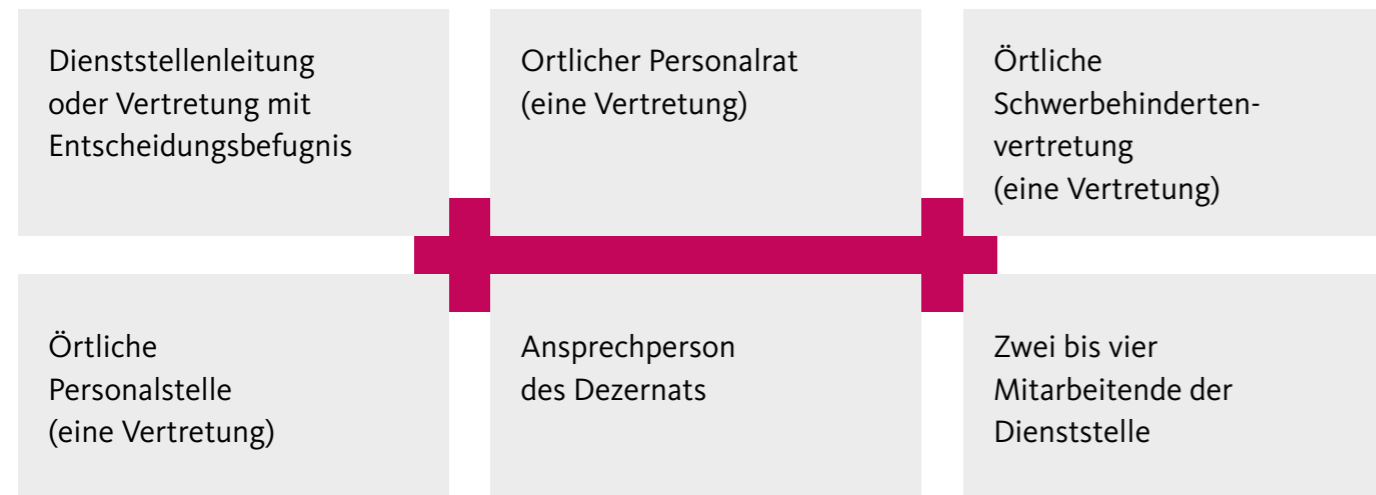 Dienststellenleitung
oder Vertretung mit
Entscheidungsbefugnis
Ortlicher Personalrat
(eine Vertretung)
Örtliche
Schwerbehinderten-
vertretung
(eine Vertretung)
Örtliche
Personalstelle
(eine Vertretung)
Ansprechperson
des Dezernats
Zwei bis vier
Mitarbeitende der
Dienststelle